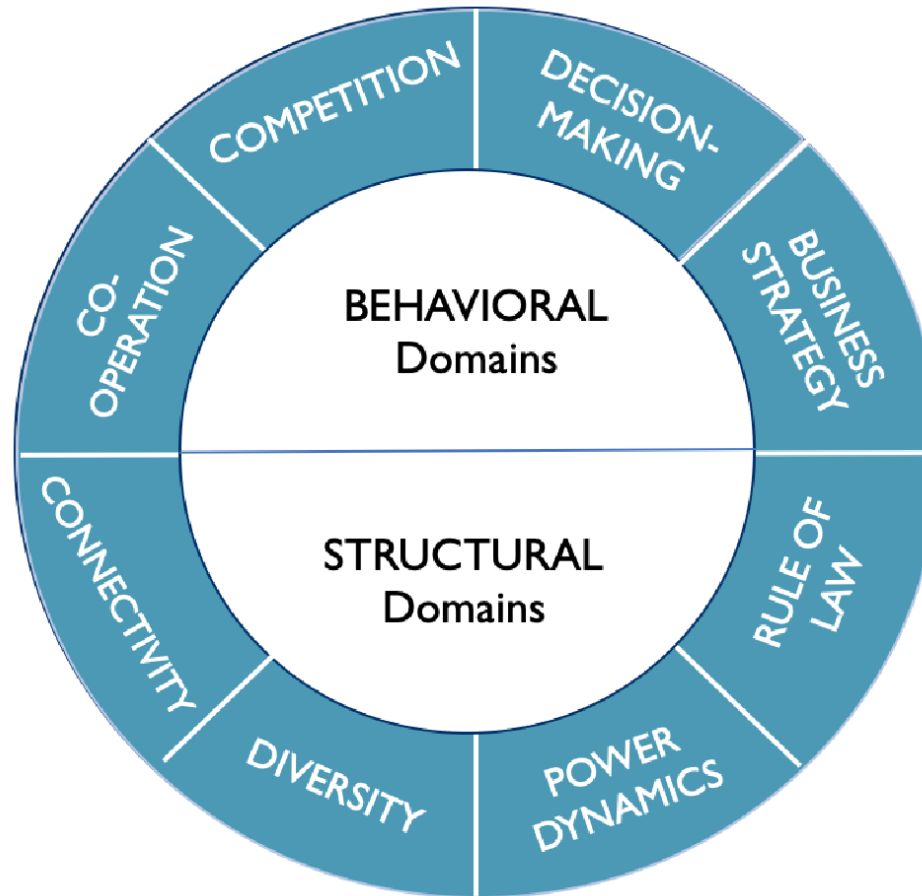 COMPETITION
DECISION-
MAKING
BUSINESS
STRATEGY
CO-
OPERATION
BEHAVIORAL
Domains
STRUCTURAL
Domains
CONNECTIVITY
DIVERSITY
POWER
DYNAMICS
RULE OF
LAW